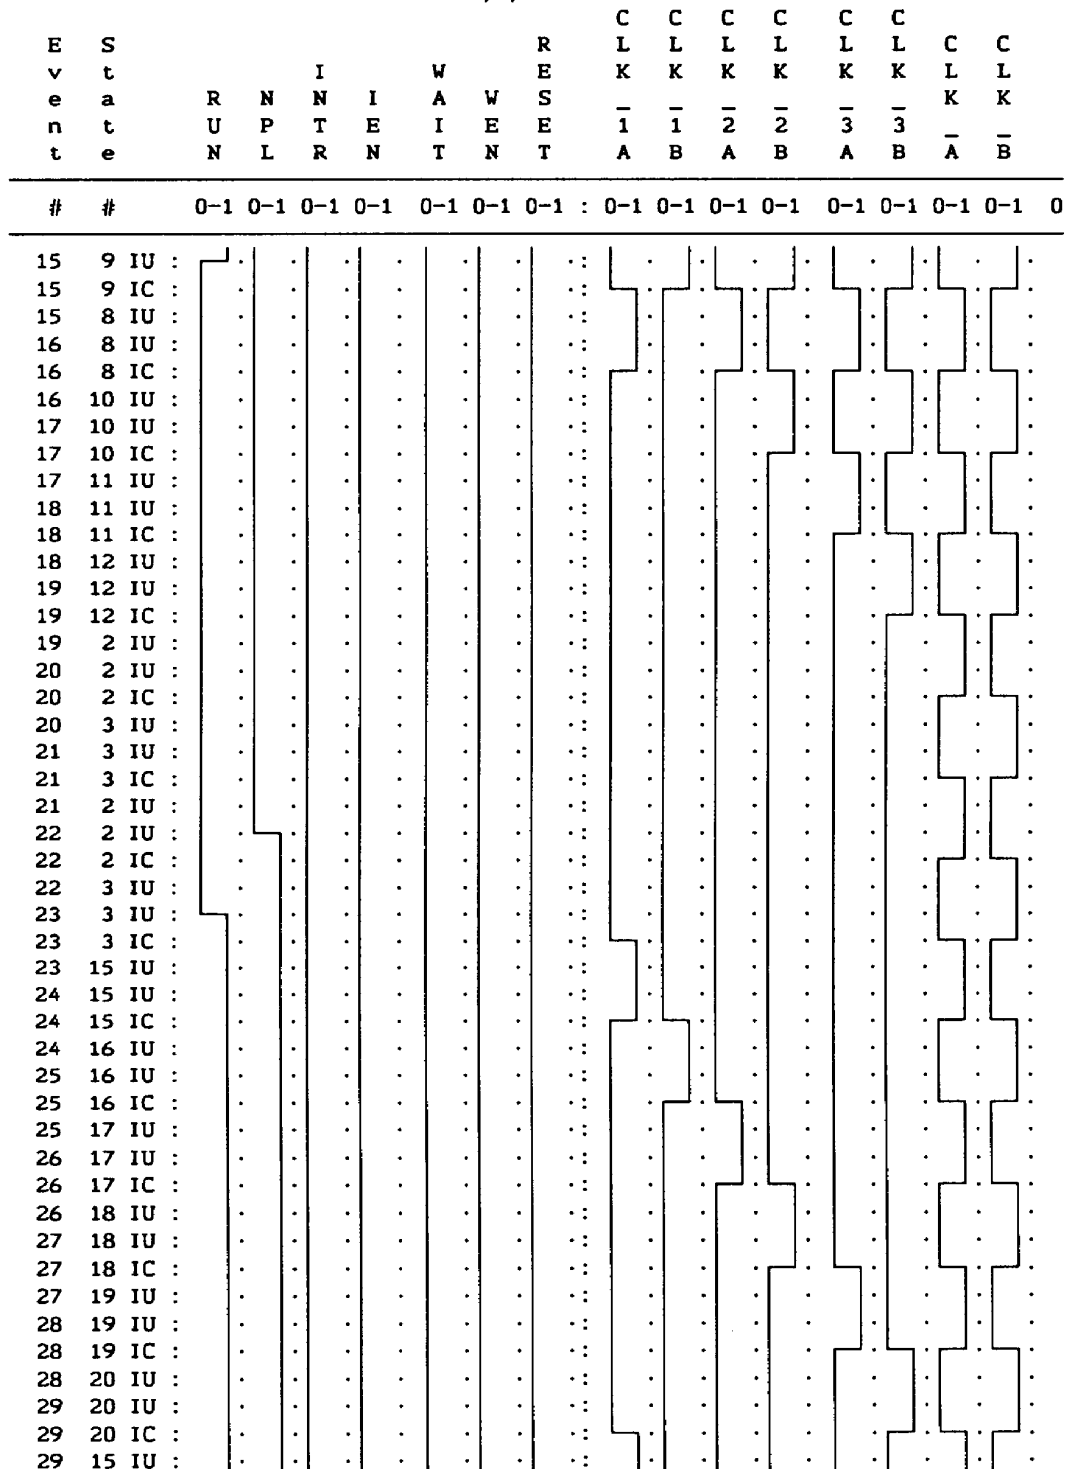 C C C C C C
E S R L L L L L L C C
v t I W E K K K K K K L L
e a R N N I A W S _ _ _ _ _ _ K K
n t U P T E I E E 1 1 2 2 3 3 _ _
t e N L R N T N T A B A B A B A B
# # 0-1 0-1 0-1 0-1 0-1 0-1 0-1 : 0-1 0-1 0-1 0-1 0-1 0-1 0-1 0-1 0
15 9 IU :
15 9 IC :
15 8 IU :
16 8 IU :
16 8 IC :
16 10 IU :
17 10 IU :
17 10 IC :
17 11 IU :
18 11 IU :
18 11 IC :
18 12 IU :
19 12 IU :
19 12 IC :
19 2 IU :
20 2 IU :
20 2 IC :
20 3 IU :
21 3 IU :
21 3 IC :
21 2 IU :
22 2 IU :
22 2 IC :
22 3 IU :
23 3 IU :
23 3 IC :
23 15 IU :
24 15 IU :
24 15 IC :
24 16 IU :
25 16 IU :
25 16 IC :
25 17 IU :
26 17 IU :
26 17 IC :
26 18 IU :
27 18 IU :
27 18 IC :
27 19 IU :
28 19 IU :
28 19 IC :
28 20 IU :
29 20 IU :
29 20 IC :
29 15 IU :